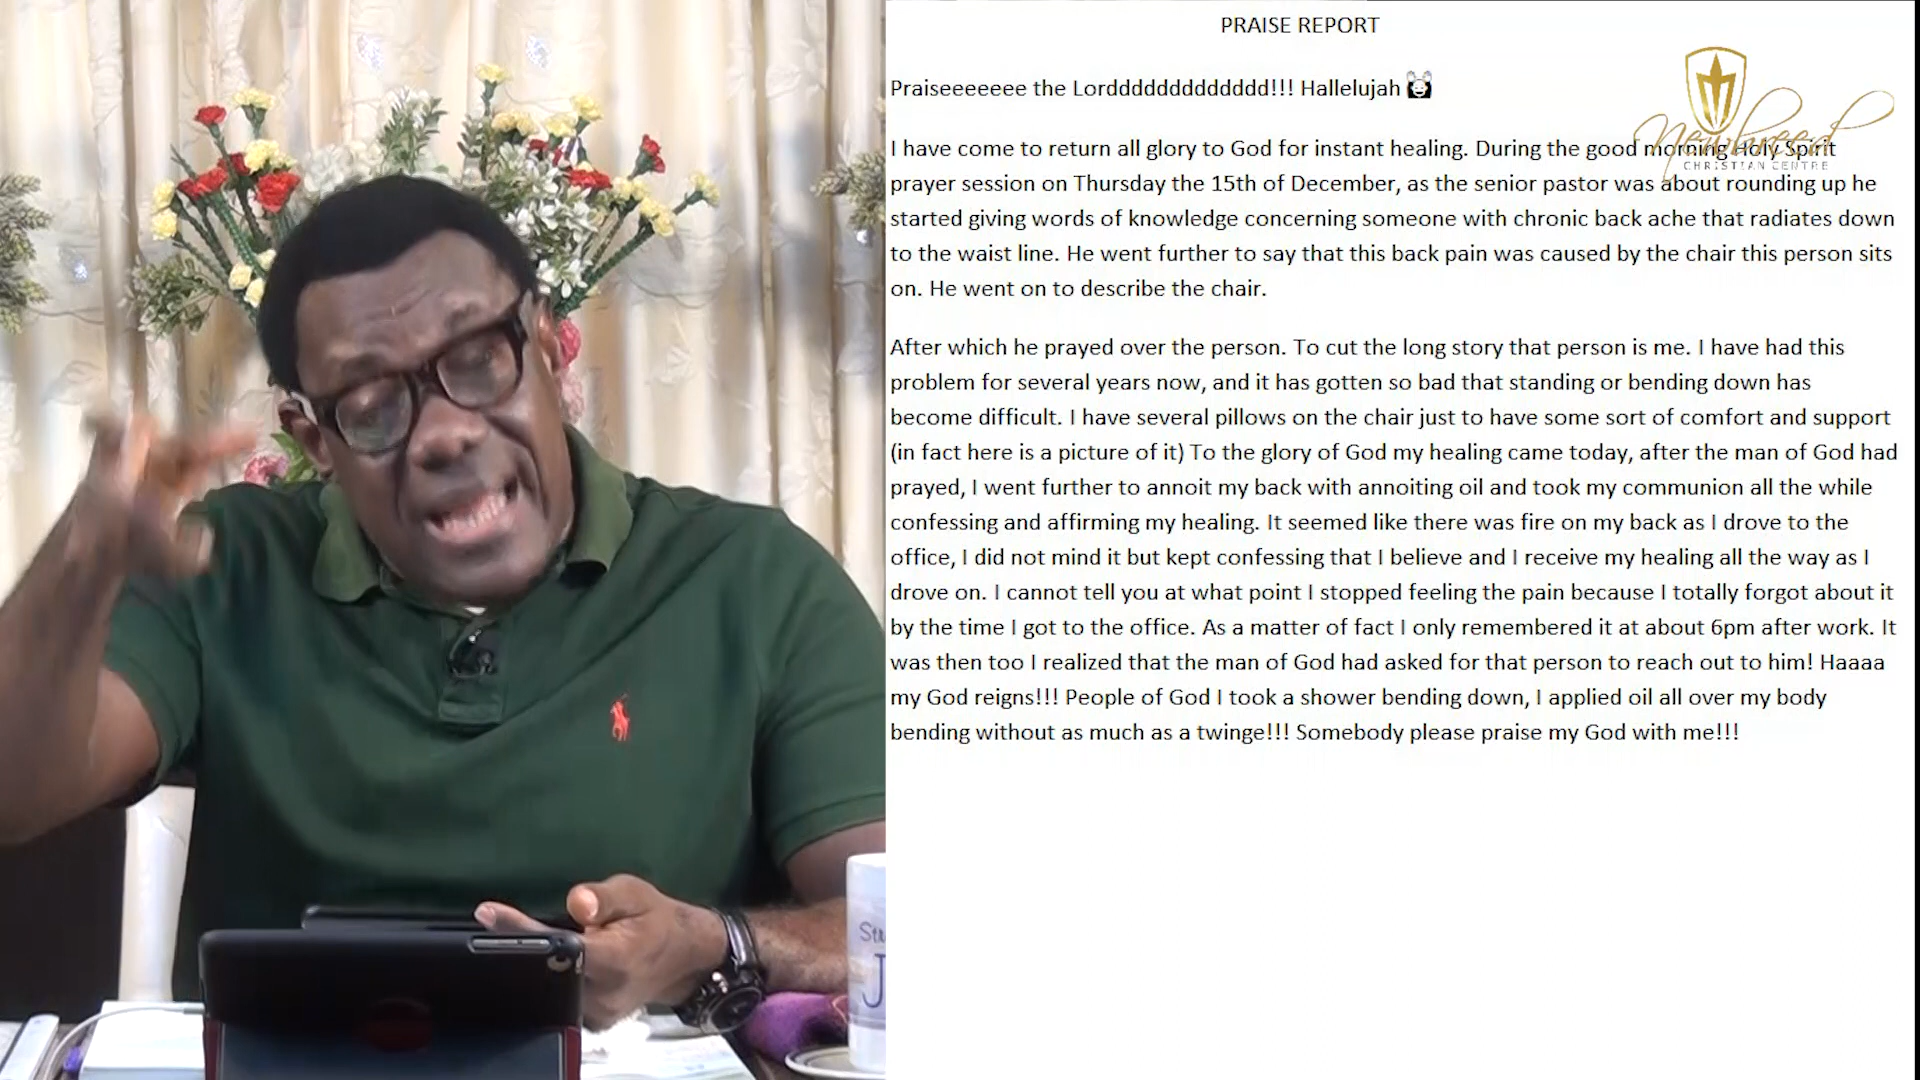 PRAISE REPORT
Praiseeeeeee the Lordddddddddddddd!!! Hallelujah
I have come to return all glory to God for instant healing. During the good morning Holy Spirit
prayer session on Thursday the 15th of December, as the senior pastor was about rounding up he
started giving words of knowledge concerning someone with chronic back ache that radiates down
to the waist line. He went further to say that this back pain was caused by the chair this person sits
on. He went on to describe the chair.
After which he prayed over the person. To cut the long story that person is me. I have had this
problem for several years now, and it has gotten so bad that standing or bending down has
become difficult. I have several pillows on the chair just to have some sort of comfort and support
(in fact here is a picture of it) To the glory of God my healing came today, after the man of God had
prayed, I went further to annoit my back with annoiting oil and took my communion all the while
confessing and affirming my healing. It seemed like there was fire on my back as I drove to the
office, I did not mind it but kept confessing that I believe and I receive my healing all the way as I
drove on. I cannot tell you at what point I stopped feeling the pain because I totally forgot about it
by the time I got to the office. As a matter of fact I only remembered it at about 6pm after work. It
was then too I realized that the man of God had asked for that person to reach out to him! Haaaa
my God reigns!!! People of God I took a shower bending down, I applied oil all over my body
bending without as much as a twinge!!! Somebody please praise my God with me!!!
Newbreed
CHRISTIAN CENTRE